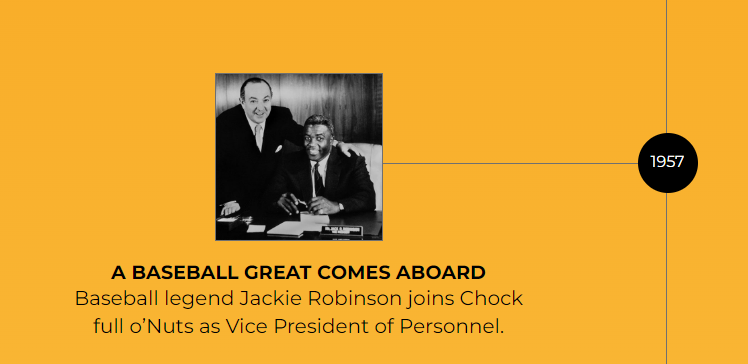 1957
A BASEBALL GREAT COMES ABOARD
Baseball legend Jackie Robinson joins Chock
full o’Nuts as Vice President of Personnel.